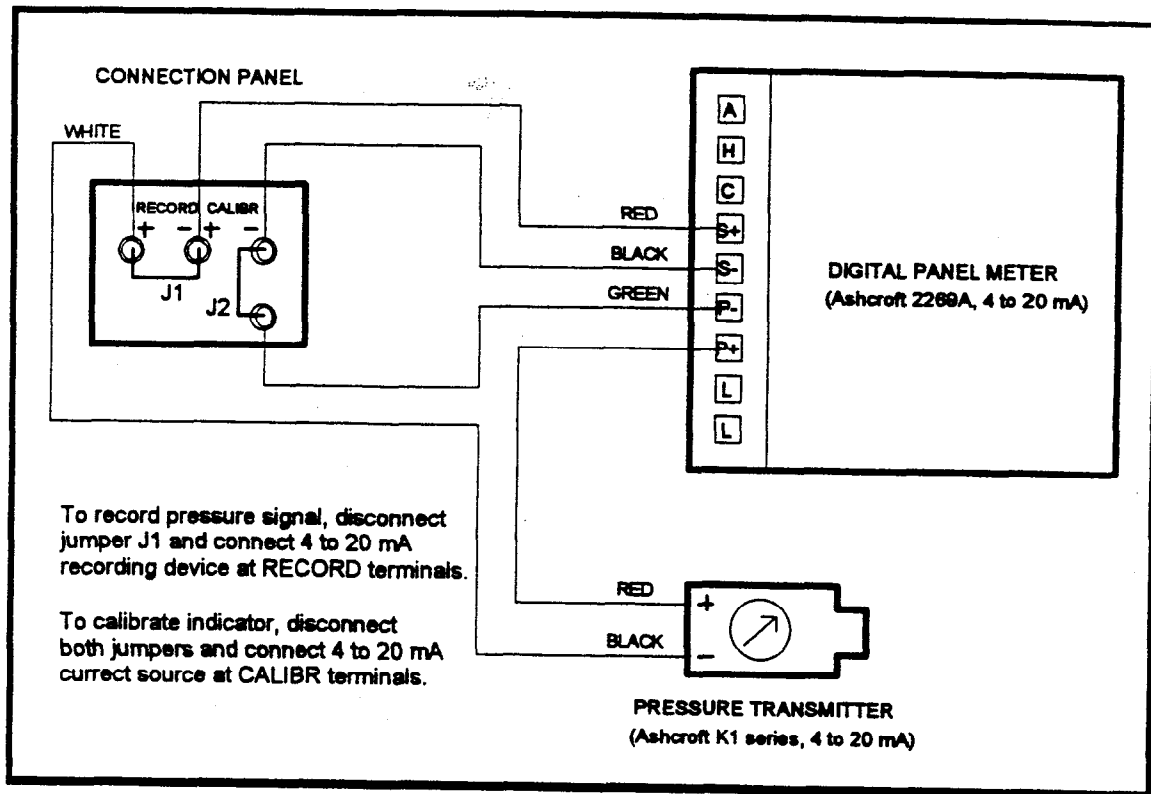 CONNECTION PANEL
WHITE
RECORD CALIBR
+ - + -
J1
J2
RED
BLACK
GREEN
A
H
C
S+
S-
P-
P+
L
L
DIGITAL PANEL METER
(Ashcroft 2269A, 4 to 20 mA)
To record pressure signal, disconnect
jumper J1 and connect 4 to 20 mA
recording device at RECORD terminals.
To calibrate indicator, disconnect
both jumpers and connect 4 to 20 mA
currect source at CALIBR terminals.
RED
+
BLACK
-
PRESSURE TRANSMITTER
(Ashcroft K1 series, 4 to 20 mA)